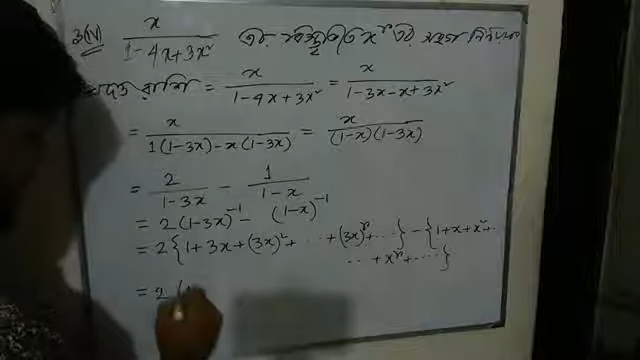 3(iv) x/(1-4x+3x²) এর বিস্তৃতিতে xʳ এর সহগ নির্ণয়
প্রদত্ত রাশি = x/(1-4x+3x²) = x/(1-3x-x+3x²)
= x/(1(1-3x)-x(1-3x)) = x/((1-x)(1-3x))
= 2/(1-3x) - 1/(1-x)
= 2(1-3x)⁻¹ - (1-x)⁻¹
= 2{1+3x+(3x)²+ ... +(3x)ʳ+...} - {1+x+x²+..
... +xʳ+....}
= 2